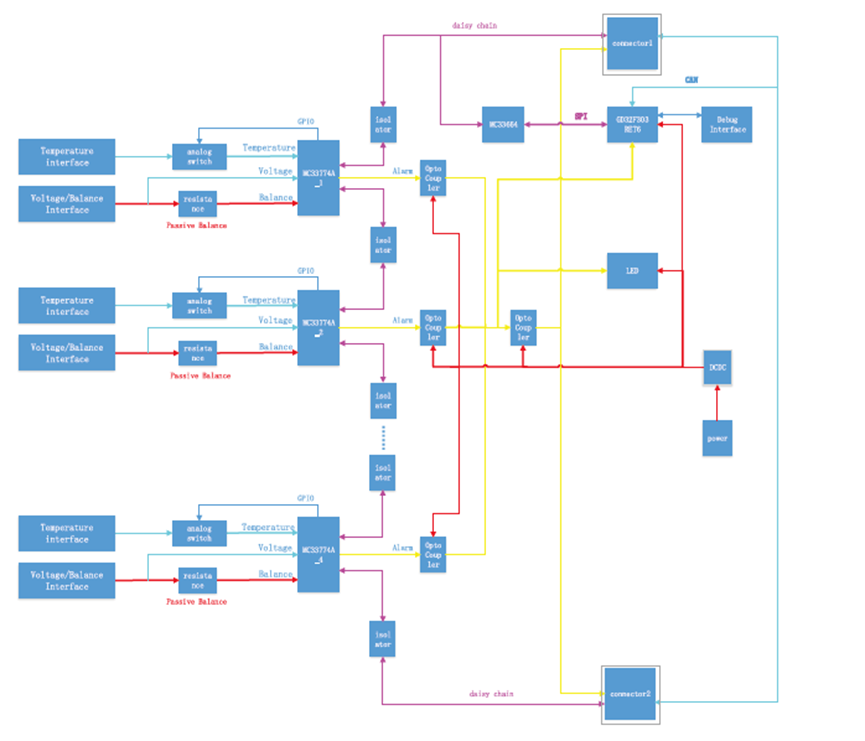 daisy chain
connector1
CAN
isol
ator
MC33664
SPI
GD32F303
RET6
Debug
Interface
GPIO
Temperature
interface
analog
switch
Temperature
Voltage
MC33774A
_1
Alarm
Opto
Coup
ler
Voltage/Balance
Interface
resista
nce
Balance
Passive Balance
isol
ator
LED
GPIO
Temperature
interface
analog
switch
Temperature
Voltage
MC33774A
_2
Alarm
Opto
Coup
ler
Opto
Coup
ler
Voltage/Balance
Interface
resista
nce
Balance
Passive Balance
DCDC
isol
ator
power
isol
ator
GPIO
Temperature
interface
analog
switch
Temperature
Voltage
MC33774A
_4
Alarm
Opto
Coup
ler
Voltage/Balance
Interface
resista
nce
Balance
Passive Balance
isol
ator
daisy chain
connector2